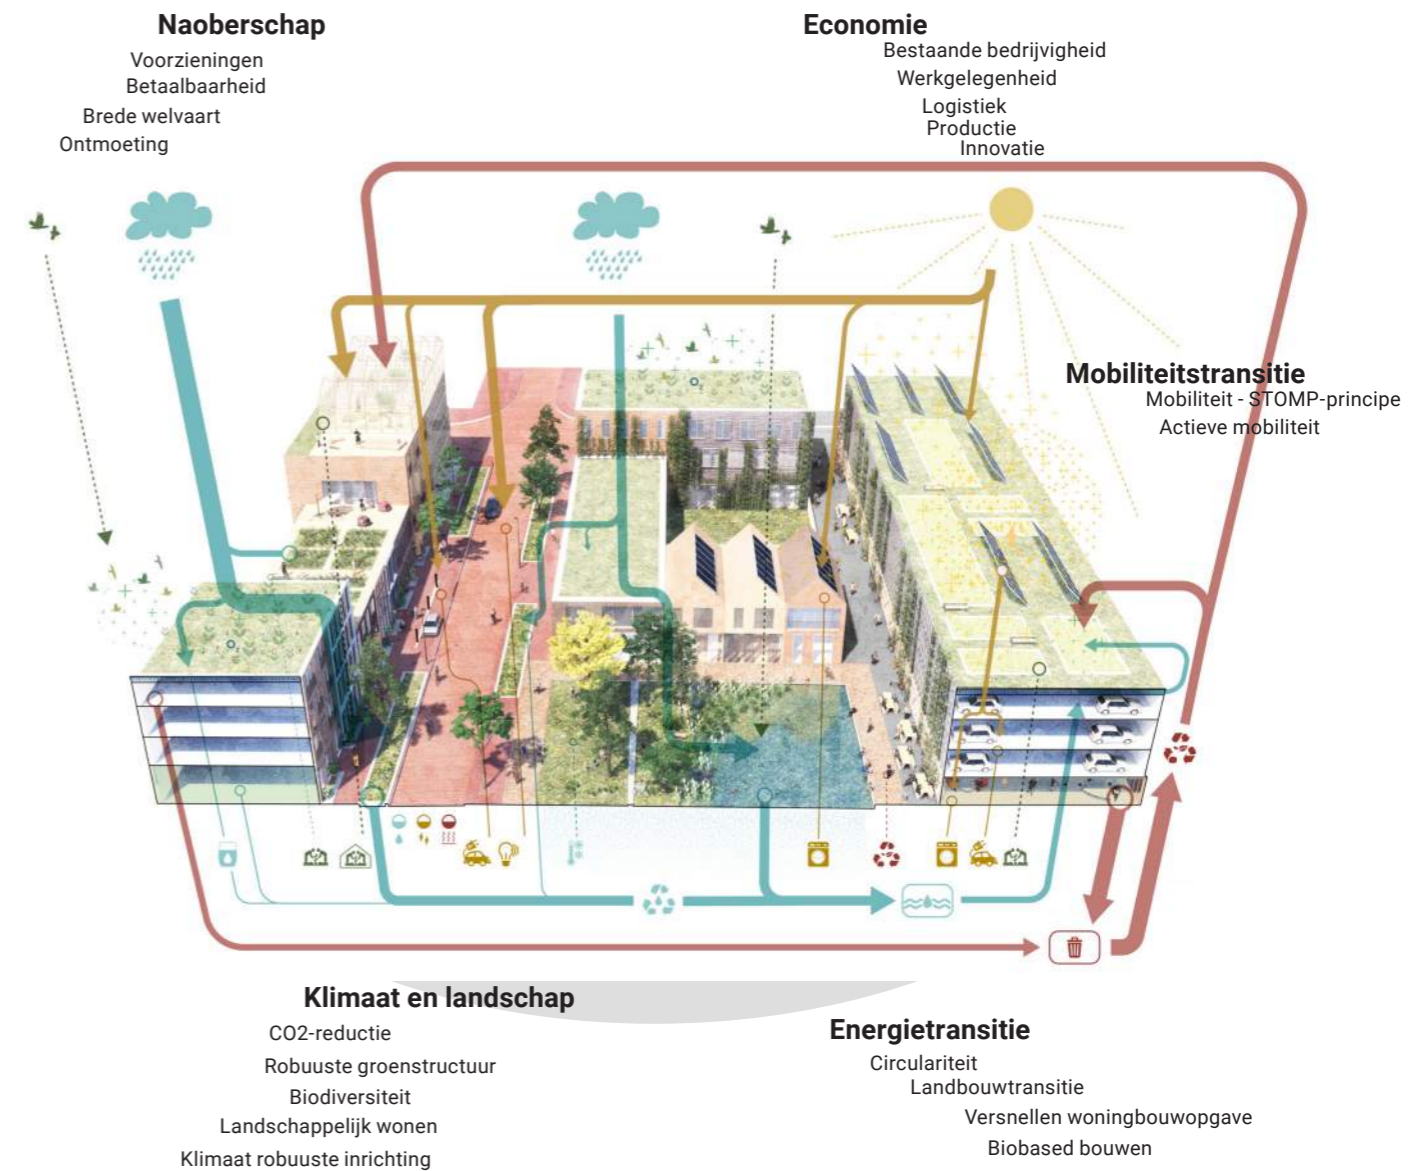 Naoberschap
Voorzieningen
Betaalbaarheid
Brede welvaart
Ontmoeting
Economie
Bestaande bedrijvigheid
Werkgelegenheid
Logistiek
Productie
Innovatie
Mobiliteitstransitie
Mobiliteit - STOMP-principe
Actieve mobiliteit
Klimaat en landschap
CO2-reductie
Robuuste groenstructuur
Biodiversiteit
Landschappelijk wonen
Klimaat robuuste inrichting
Energietransitie
Circulariteit
Landbouwtransitie
Versnellen woningbouwopgave
Biobased bouwen